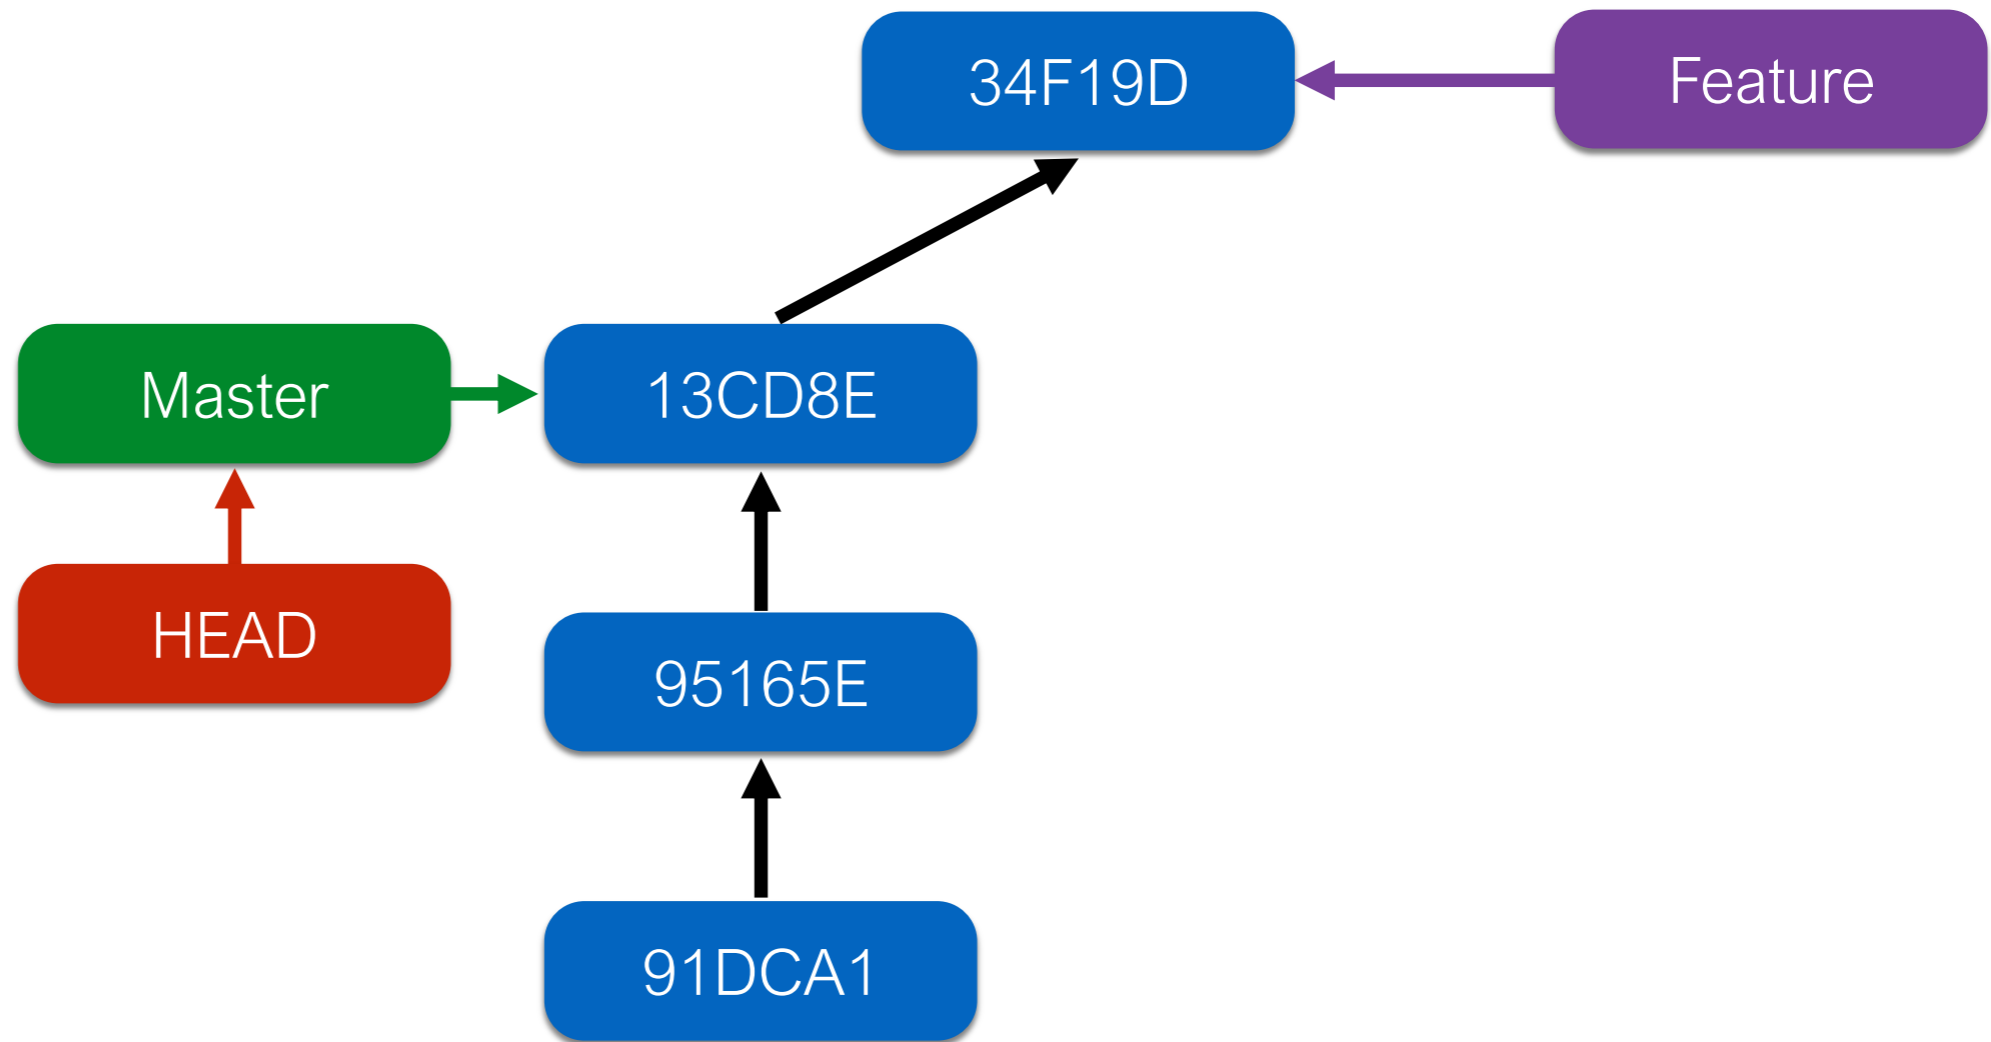 34F19D
Feature
Master
13CD8E
HEAD
95165E
91DCA1